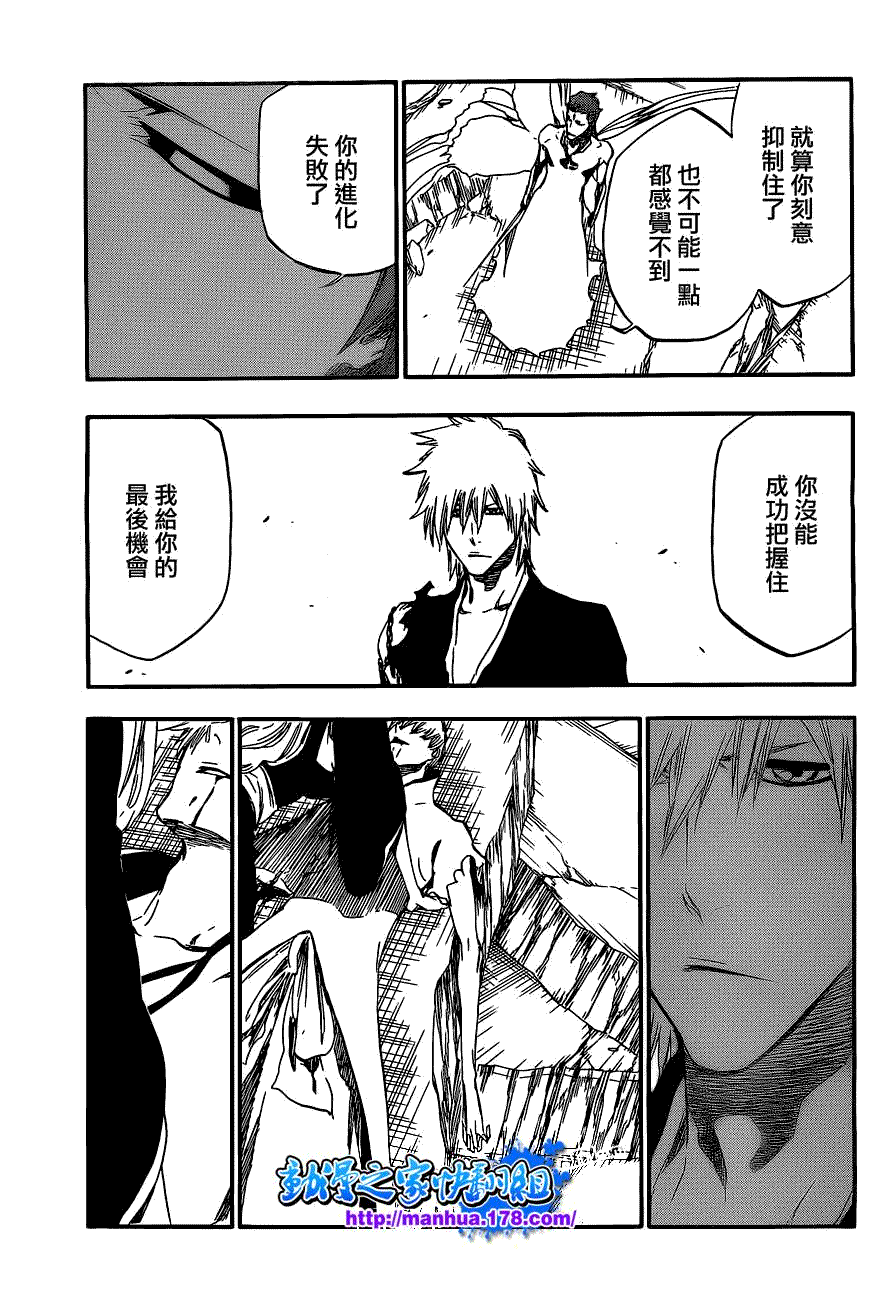 就算你刻意
抑制住了
也不可能一點
都感覺不到
你的進化
失敗了
你沒能
成功把握住
我給你的
最後機會
動漫之家快翻組
http://manhua.178.com/